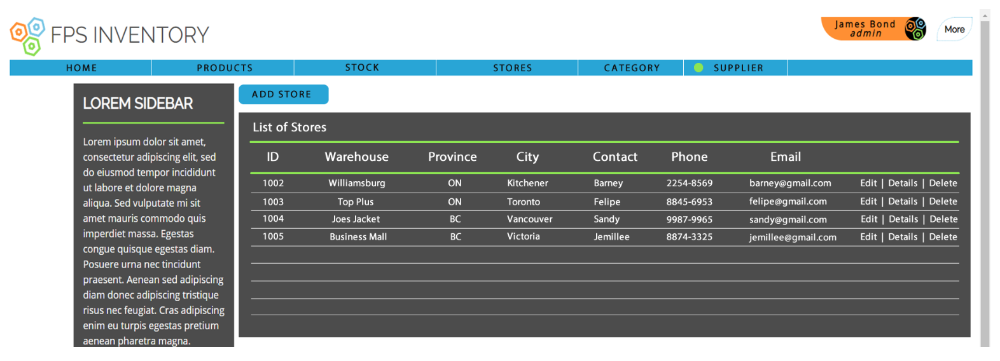 FPS INVENTORY
James Bond
admin
More
HOME PRODUCTS STOCK STORES CATEGORY SUPPLIER
LOREM SIDEBAR
Lorem ipsum dolor sit amet,
consectetur adipiscing elit, sed
do eiusmod tempor incididunt
ut labore et dolore magna
aliqua. Sed vulputate mi sit
amet mauris commodo quis
imperdiet massa. Egestas
congue quisque egestas diam.
Posuere urna nec tincidunt
praesent. Aenean sed adipiscing
diam donec adipiscing tristique
risus nec feugiat. Cras adipiscing
enim eu turpis egestas pretium
aenean pharetra magna.
ADD STORE
List of Stores
ID Warehouse Province City Contact Phone Email
1002 Williamsburg ON Kitchener Barney 2254-8569 barney@gmail.com Edit | Details | Delete
1003 Top Plus ON Toronto Felipe 8845-6953 felipe@gmail.com Edit | Details | Delete
1004 Joes Jacket BC Vancouver Sandy 9987-9965 sandy@gmail.com Edit | Details | Delete
1005 Business Mall BC Victoria Jemillee 8874-3325 jemillee@gmail.com Edit | Details | Delete